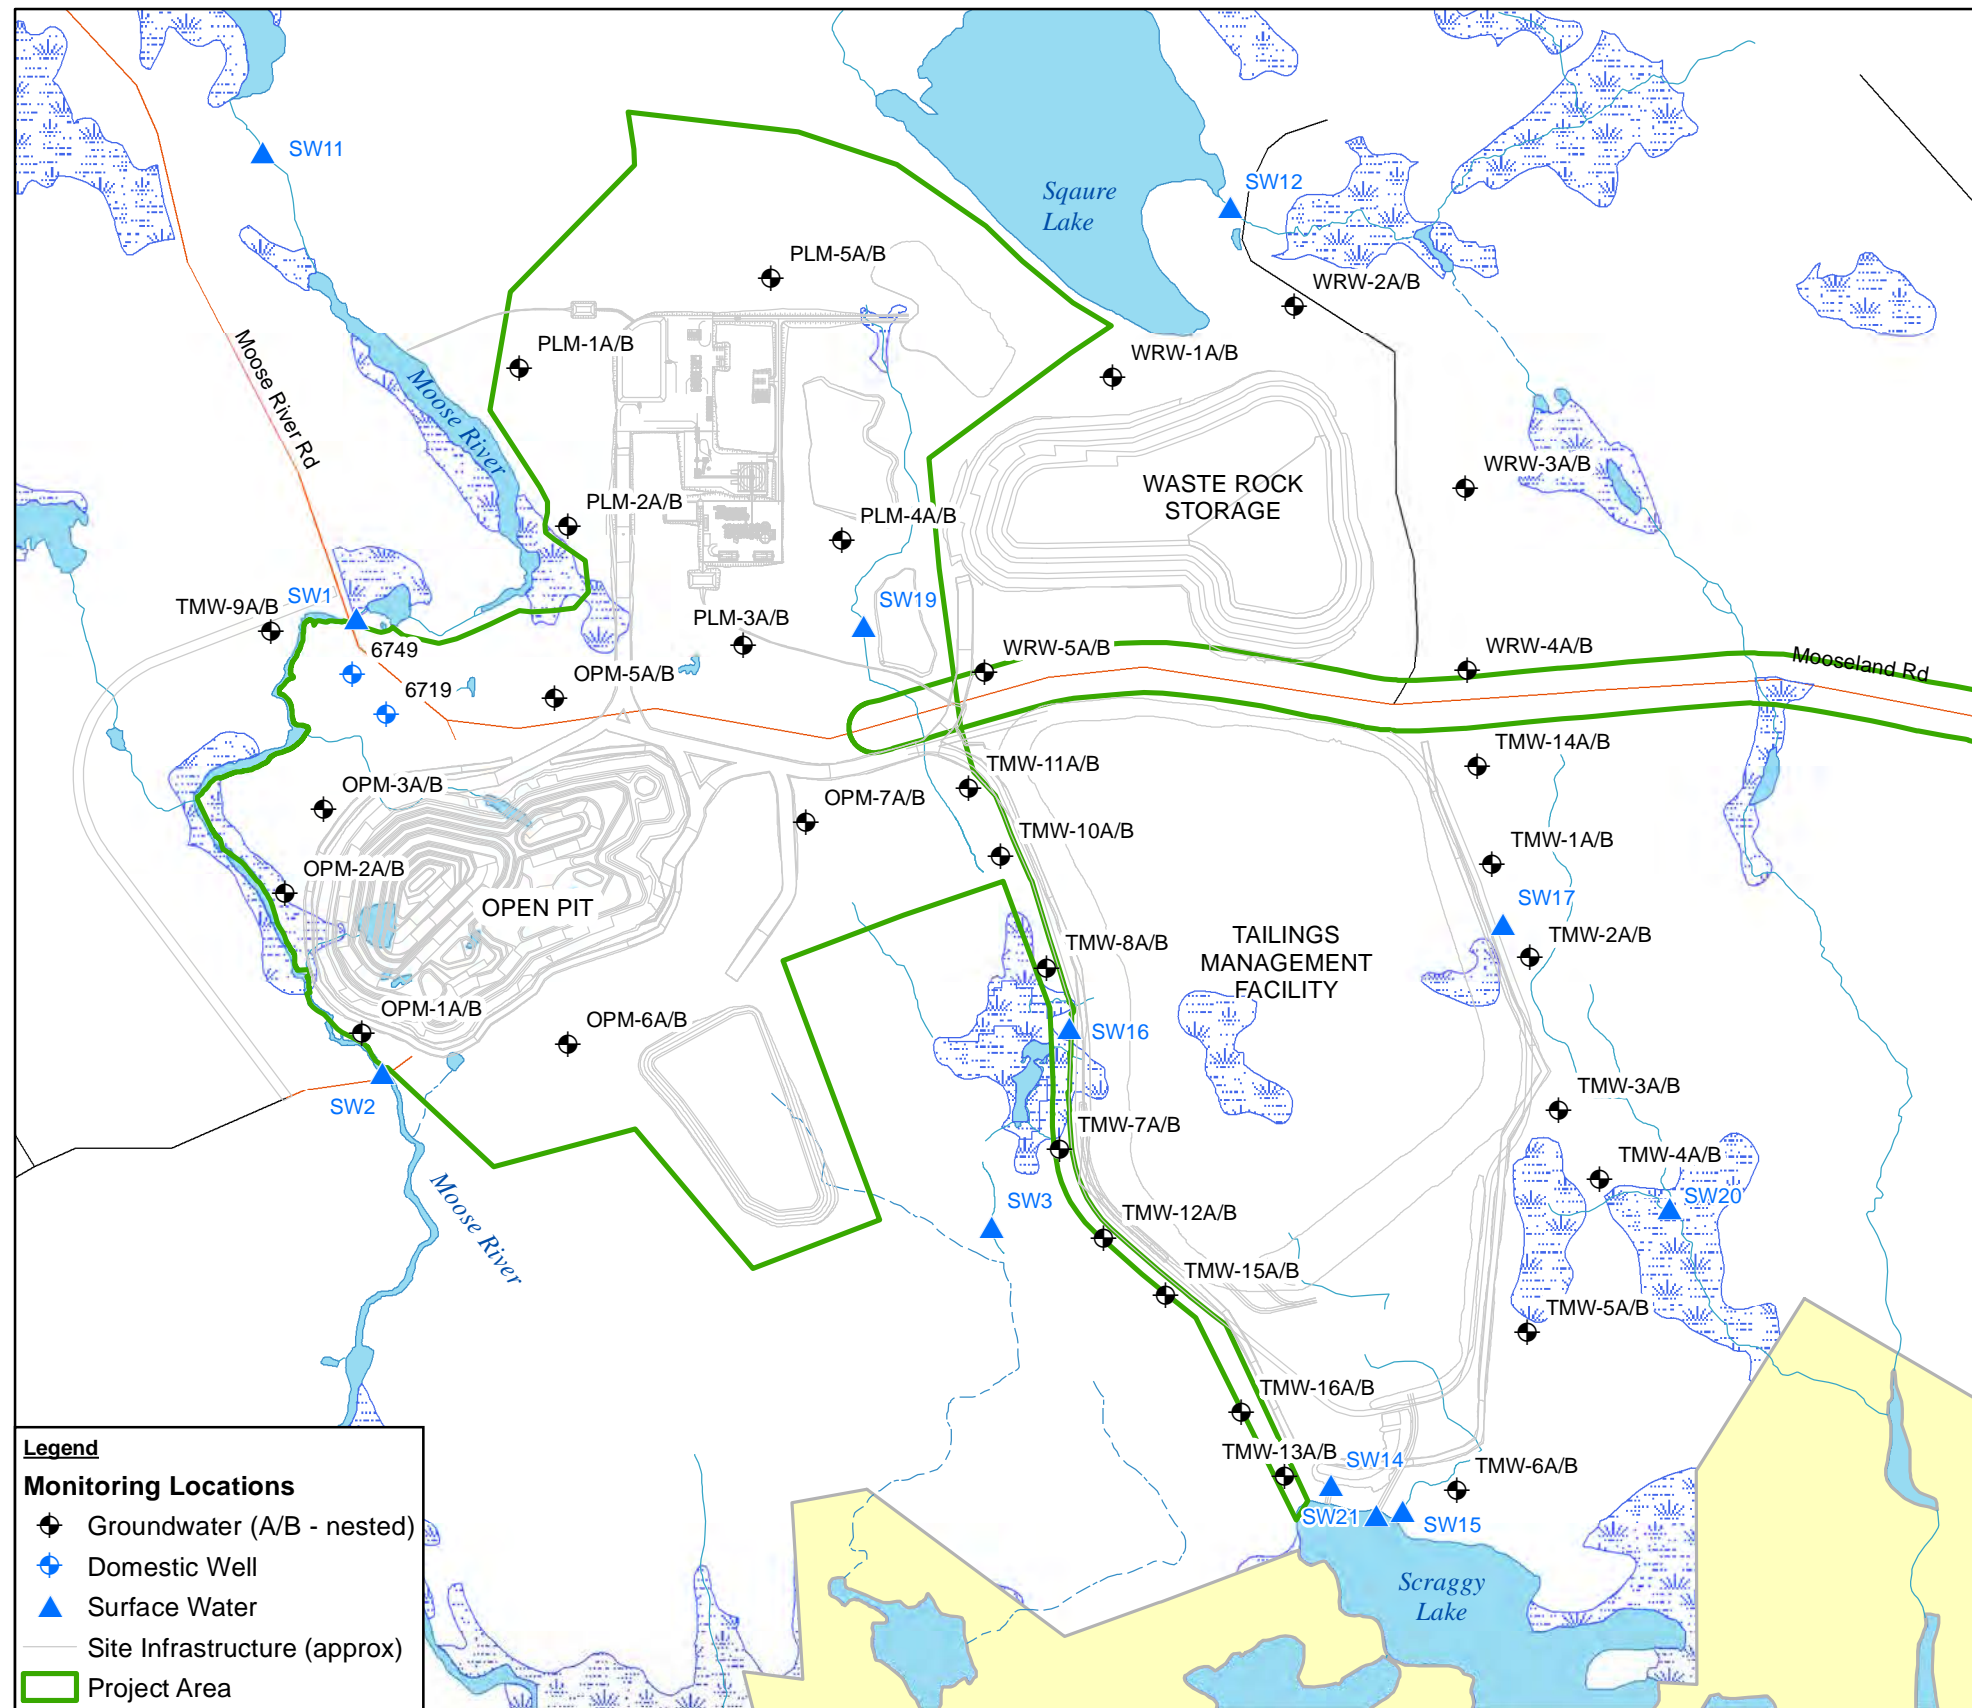 SW11
Sqaure
Lake
SW12
PLM-5A/B
WRW-2A/B
Moose River Rd
PLM-1A/B
Moose River
WRW-1A/B
WASTE ROCK
STORAGE
WRW-3A/B
PLM-2A/B
PLM-4A/B
SW1
TMW-9A/B
SW19
PLM-3A/B
6749
WRW-5A/B
WRW-4A/B
Mooseland Rd
6719
OPM-5A/B
TMW-14A/B
TMW-11A/B
OPM-3A/B
OPM-7A/B
TMW-10A/B
TMW-1A/B
OPM-2A/B
OPEN PIT
SW17
TAILINGS
MANAGEMENT
FACILITY
TMW-2A/B
TMW-8A/B
OPM-1A/B
OPM-6A/B
SW16
SW2
TMW-3A/B
TMW-7A/B
TMW-4A/B
Moose River
SW3
SW20
TMW-12A/B
TMW-15A/B
TMW-5A/B
TMW-16A/B
TMW-13A/B
SW14
TMW-6A/B
SW21
SW15
Scraggy
Lake
Legend
Monitoring Locations
Groundwater (A/B - nested)
Domestic Well
Surface Water
Site Infrastructure (approx)
Project Area